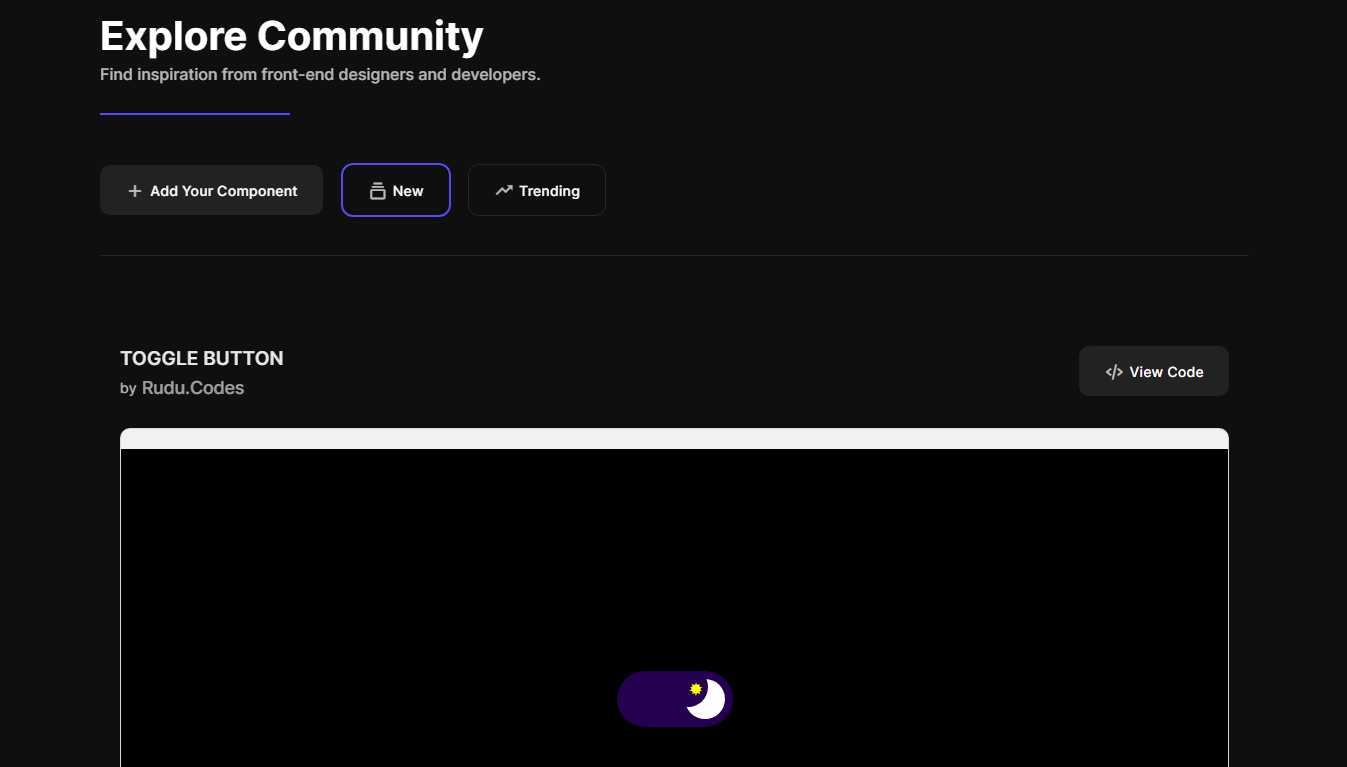 Explore Community
Find inspiration from front-end designers and developers.
Add Your Component
New
Trending
TOGGLE BUTTON
View Code
by Rudu.Codes